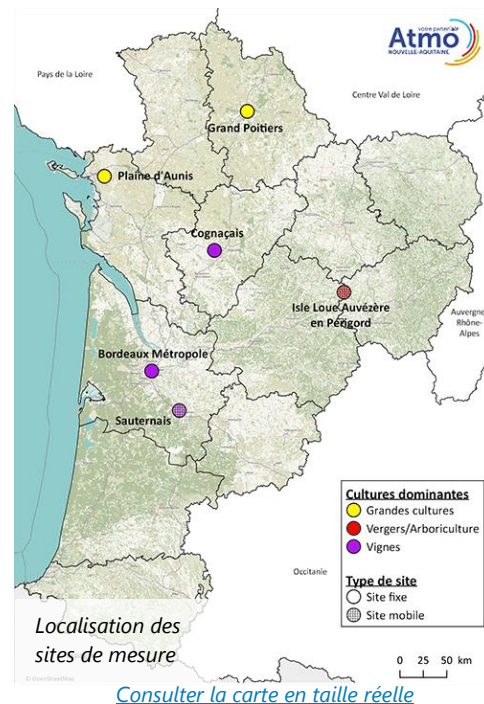 votre parten'air
Atmo
NOUVELLE-AQUITAINE
Pays de la Loire
Centre Val de Loire
Grand Poitiers
Plaine d'Aunis
Cognaçais
Isle Loue Auvézère
en Périgord
Auvergne
Rhône-
Alpes
Bordeaux Métropole
Sauternais
Cultures dominantes
Grandes cultures
Vergers/Arboriculture
Vignes
Type de site
Site fixe
Site mobile
Occitanie
Localisation des
sites de mesure
0 25 50 km
© OpenStreetMap
Consulter la carte en taille réelle